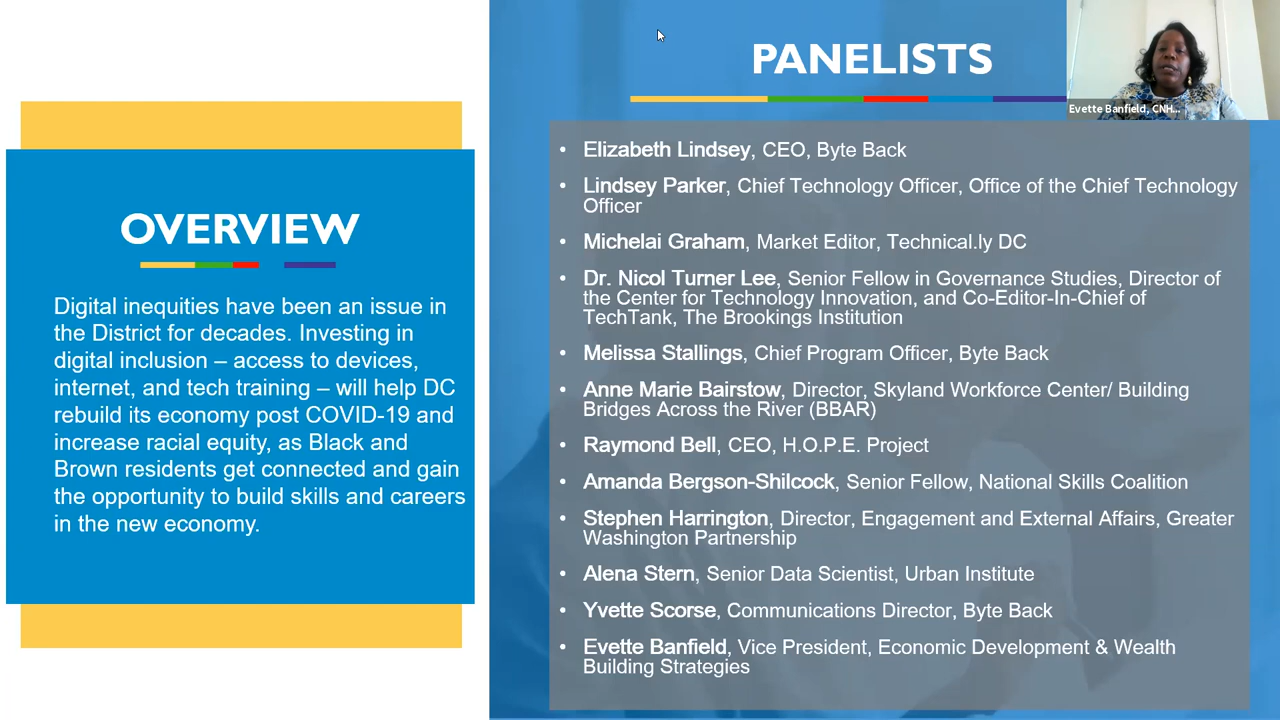 OVERVIEW
Digital inequities have been an issue in
the District for decades. Investing in
digital inclusion – access to devices,
internet, and tech training – will help DC
rebuild its economy post COVID-19 and
increase racial equity, as Black and
Brown residents get connected and gain
the opportunity to build skills and careers
in the new economy.
PANELISTS
Evette Banfield, CNH...
• Elizabeth Lindsey, CEO, Byte Back
• Lindsey Parker, Chief Technology Officer, Office of the Chief Technology
Officer
• Michelai Graham, Market Editor, Technical.ly DC
• Dr. Nicol Turner Lee, Senior Fellow in Governance Studies, Director of
the Center for Technology Innovation, and Co-Editor-In-Chief of
TechTank, The Brookings Institution
• Melissa Stallings, Chief Program Officer, Byte Back
• Anne Marie Bairstow, Director, Skyland Workforce Center/ Building
Bridges Across the River (BBAR)
• Raymond Bell, CEO, H.O.P.E. Project
• Amanda Bergson-Shilcock, Senior Fellow, National Skills Coalition
• Stephen Harrington, Director, Engagement and External Affairs, Greater
Washington Partnership
• Alena Stern, Senior Data Scientist, Urban Institute
• Yvette Scorse, Communications Director, Byte Back
• Evette Banfield, Vice President, Economic Development & Wealth
Building Strategies